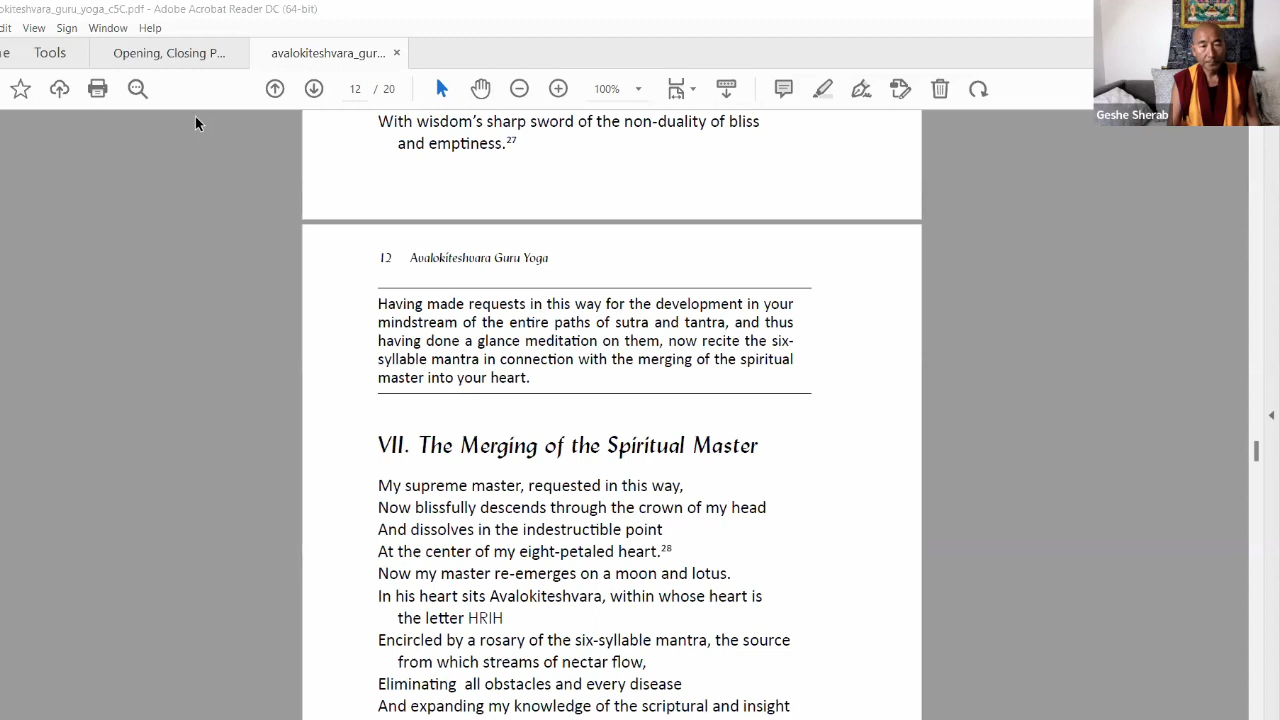 okiteshvara_guru_yoga_c5C.pdf - Adobe Acrobat Reader DC (64-bit)
dit View Sign Window Help
ne Tools Opening, Closing P... avalokiteshvara_gur... ×
12 / 20 100%
Geshe Sherab
With wisdom's sharp sword of the non-duality of bliss
and emptiness.27
12 Avalokiteshvara Guru Yoga
Having made requests in this way for the development in your
mindstream of the entire paths of sutra and tantra, and thus
having done a glance meditation on them, now recite the six-
syllable mantra in connection with the merging of the spiritual
master into your heart.
VII. The Merging of the Spiritual Master
My supreme master, requested in this way,
Now blissfully descends through the crown of my head
And dissolves in the indestructible point
At the center of my eight-petaled heart.28
Now my master re-emerges on a moon and lotus.
In his heart sits Avalokiteshvara, within whose heart is
the letter HRIH
Encircled by a rosary of the six-syllable mantra, the source
from which streams of nectar flow,
Eliminating all obstacles and every disease
And expanding my knowledge of the scriptural and insight